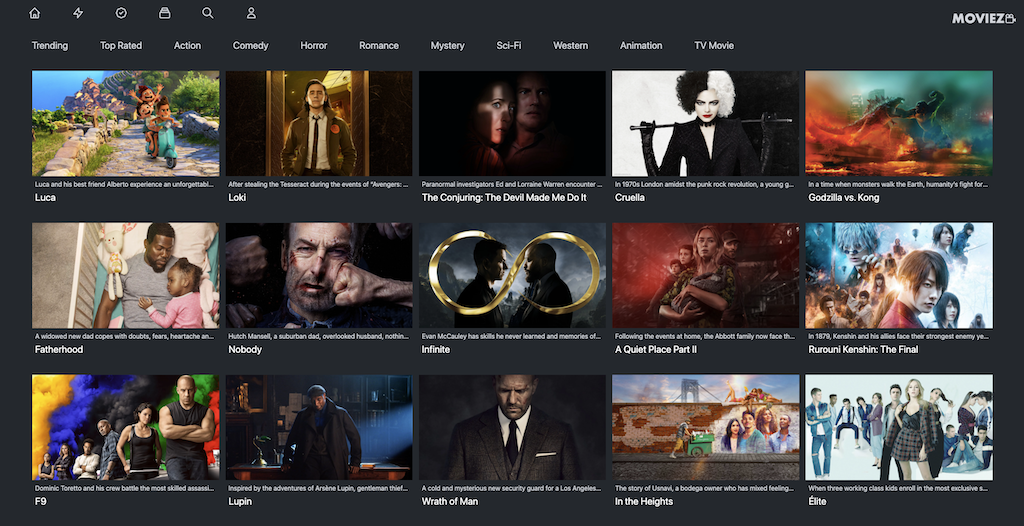 MOVIEZ
Trending Top Rated Action Comedy Horror Romance Mystery Sci-Fi Western Animation TV Movie
Luca and his best friend Alberto experience an unforgettabl...
Luca
After stealing the Tesseract during the events of "Avengers: ...
Loki
Paranormal investigators Ed and Lorraine Warren encounter ...
The Conjuring: The Devil Made Me Do It
In 1970s London amidst the punk rock revolution, a young g...
Cruella
In a time when monsters walk the Earth, humanity's fight for...
Godzilla vs. Kong
A widowed new dad copes with doubts, fears, heartache an...
Fatherhood
Hutch Mansell, a suburban dad, overlooked husband, nothin...
Nobody
Evan McCauley has skills he never learned and memories of...
Infinite
Following the events at home, the Abbott family now face th...
A Quiet Place Part II
In 1879, Kenshin and his allies face their strongest enemy ye...
Rurouni Kenshin: The Final
Dominic Toretto and his crew battle the most skilled assassi...
F9
Inspired by the adventures of Arsène Lupin, gentleman thief...
Lupin
A cold and mysterious new security guard for a Los Angeles...
Wrath of Man
The story of Usnavi, a bodega owner who has mixed feeling...
In the Heights
When three working class kids enroll in the most exclusive s...
Élite